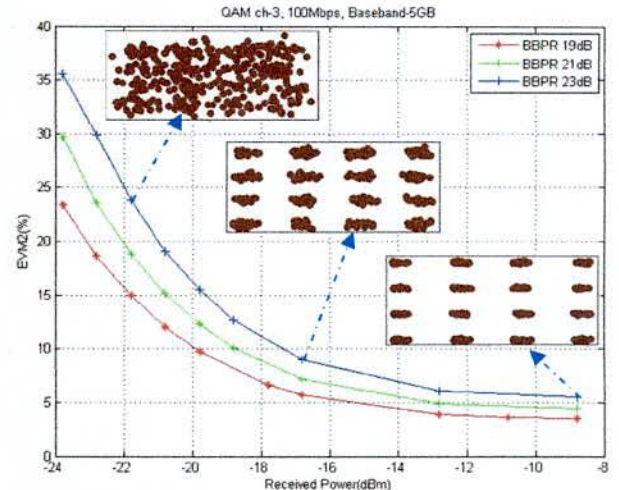 QAM ch-3, 100Mbps, Baseband-5GB
BBPR 19dB
BBPR 21dB
BBPR 23dB
EVM2(%)
40
35
30
25
20
15
10
5
0
-24 -22 -20 -18 -16 -14 -12 -10 -8
Received Power(dBm)